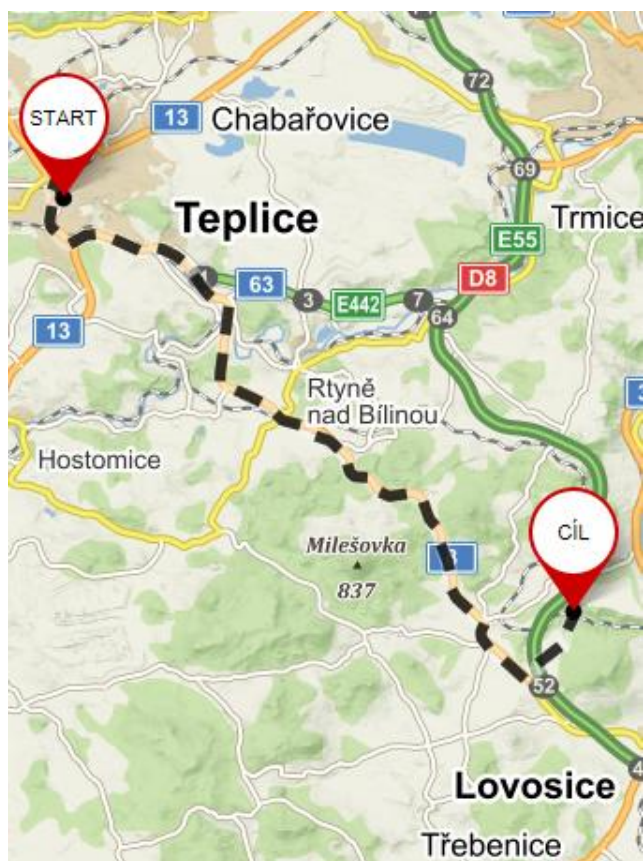 72
START
13
Chabařovice
69
Teplice
Trmice
E55
D8
1
63
3
E442
7
64
13
Rtyně
nad Bílinou
Hostomice
CÍL
Milešovka
837
52
Lovosice
Třebenice